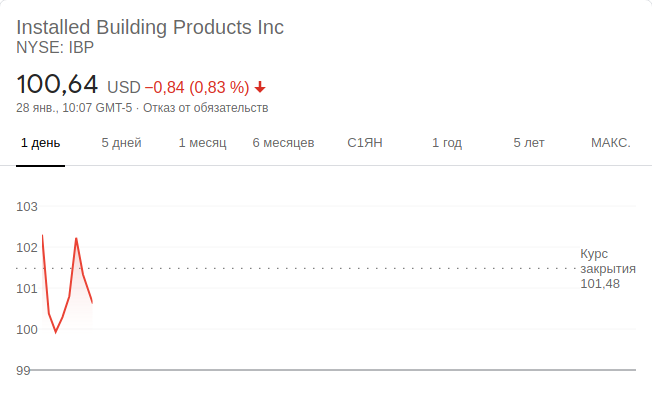 Installed Building Products Inc
NYSE: IBP
100,64 USD −0,84 (0,83 %)
28 янв., 10:07 GMT-5 · Отказ от обязательств
1 день 5 дней 1 месяц 6 месяцев С1ЯН 1 год 5 лет МАКС.
103
102
Курс
закрытия
101,48
101
100
99